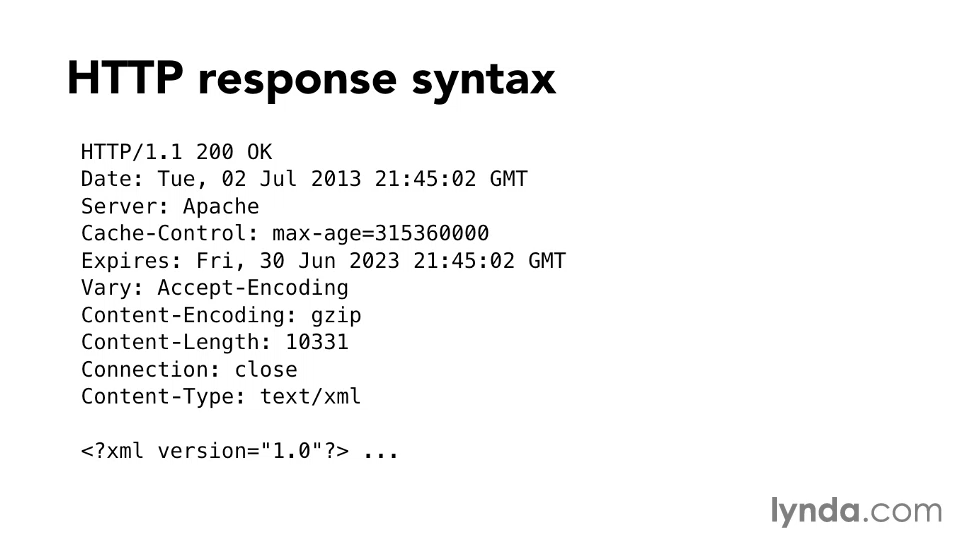 HTTP response syntax
HTTP/1.1 200 OK
Date: Tue, 02 Jul 2013 21:45:02 GMT
Server: Apache
Cache-Control: max-age=315360000
Expires: Fri, 30 Jun 2023 21:45:02 GMT
Vary: Accept-Encoding
Content-Encoding: gzip
Content-Length: 10331
Connection: close
Content-Type: text/xml
<?xml version="1.0"?> ...
lynda.com